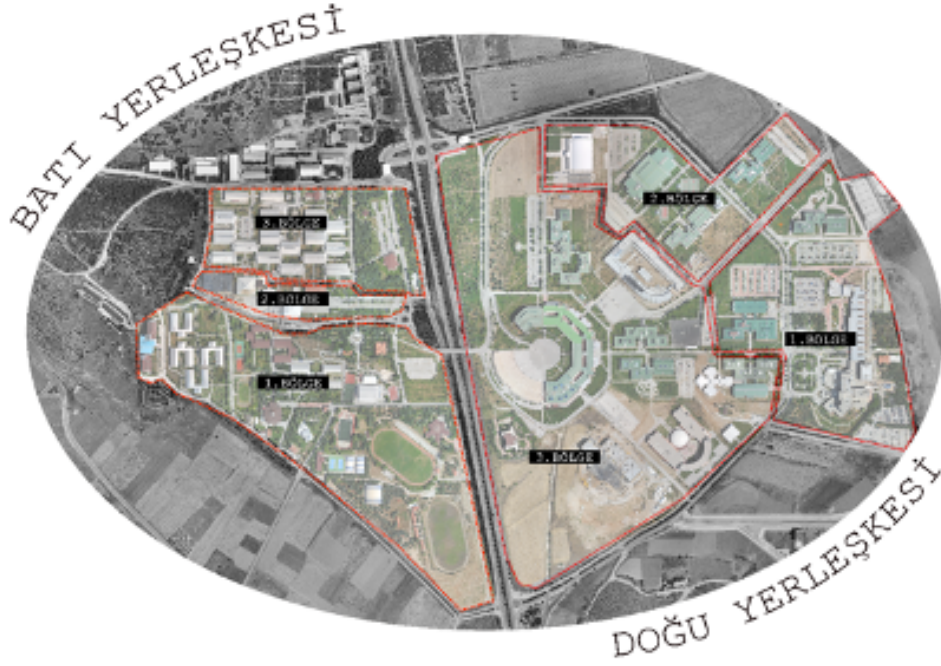 BATI YERLEŞKESİ
3.BÖLGE
2.BÖLGE
1.BÖLGE
2.BÖLGE
1.BÖLGE
3.BÖLGE
DOĞU YERLEŞKESİ